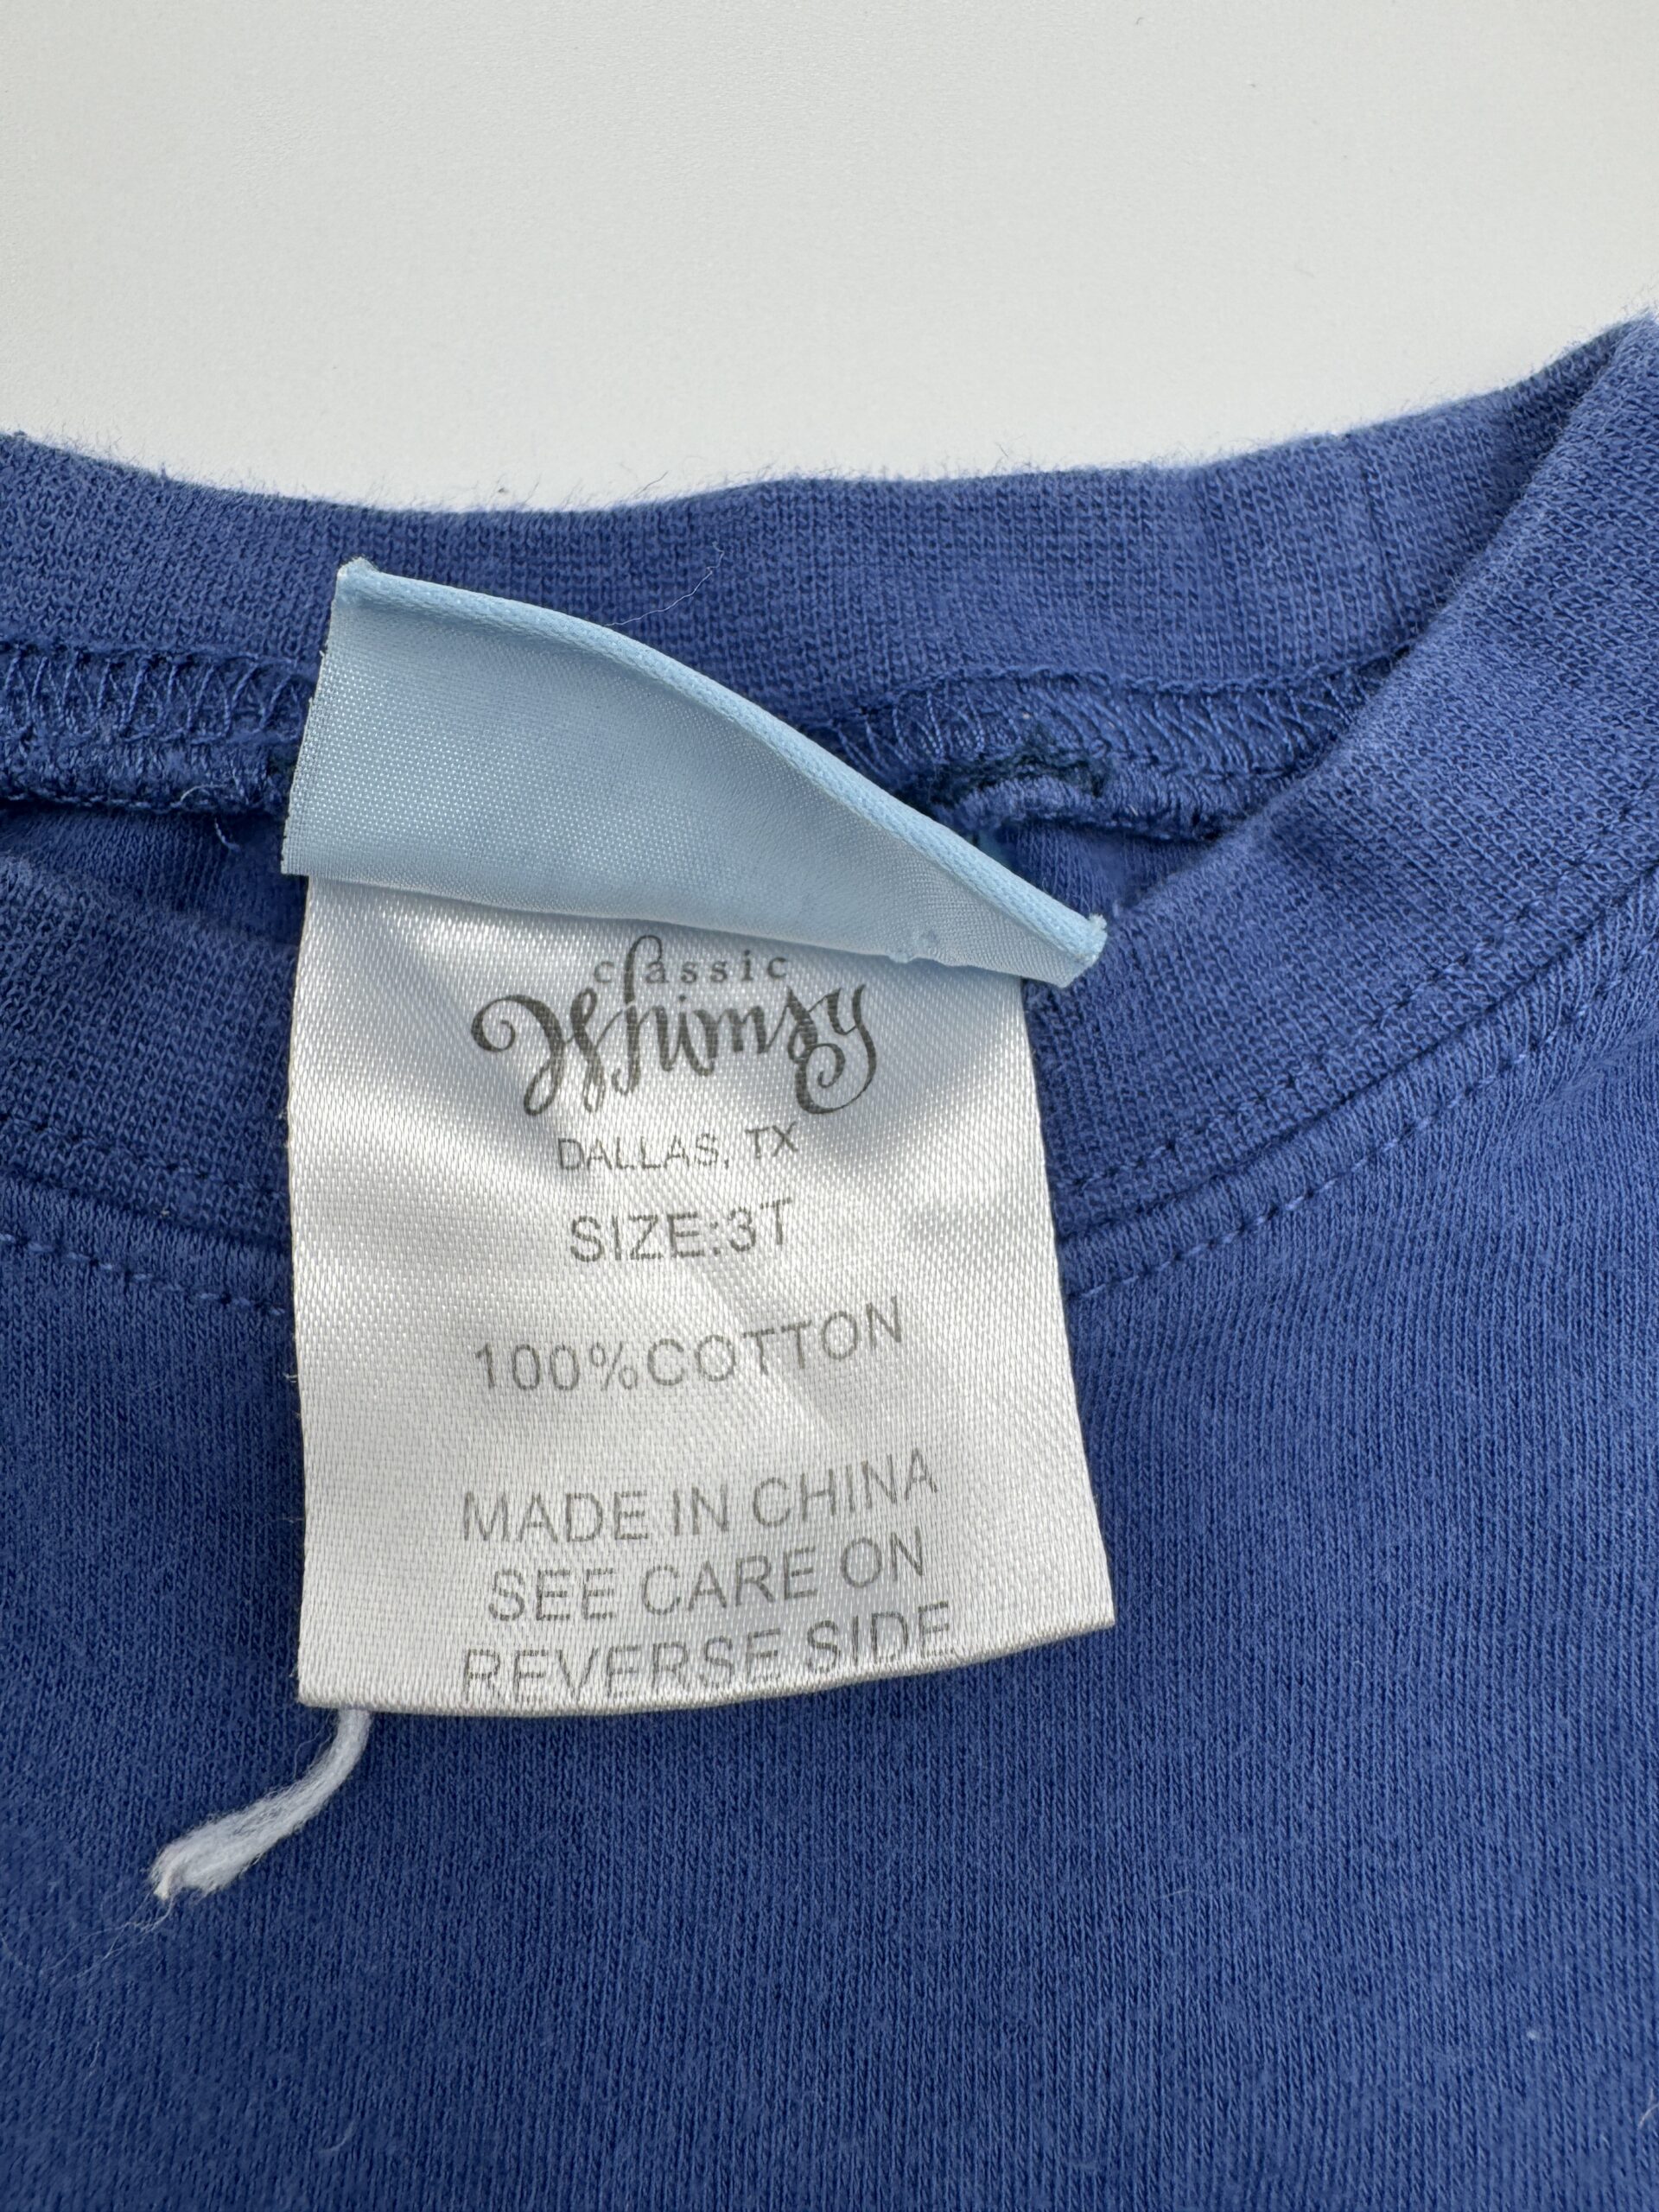 classic
Whimsy
DALLAS, TX
SIZE:3T
100%COTTON
MADE IN CHINA
SEE CARE ON
REVERSE SIDE